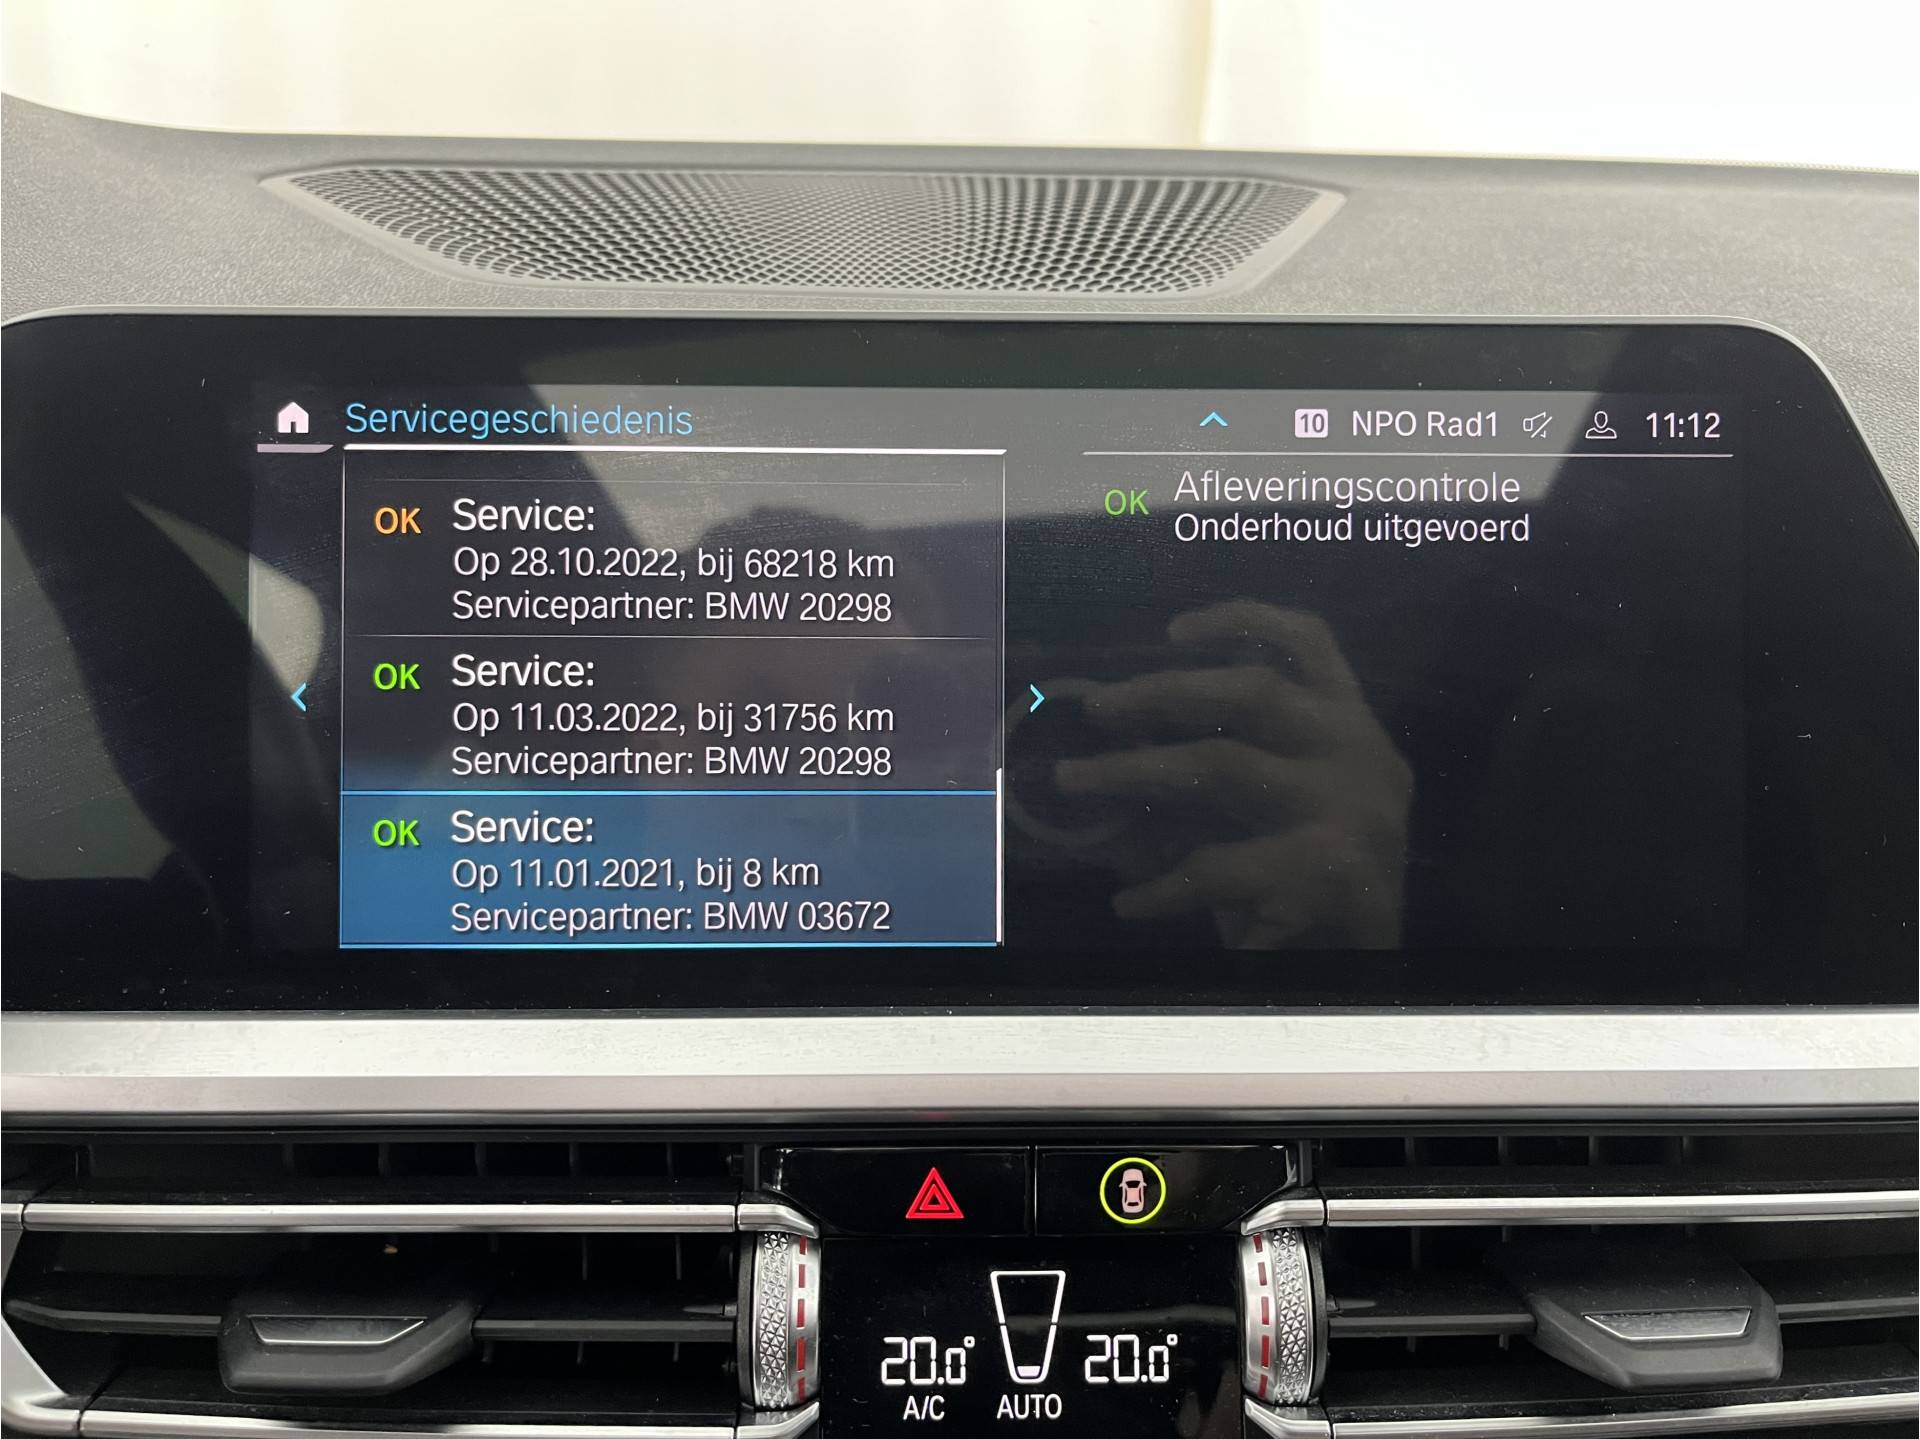 Servicegeschiedenis
10 NPO Rad1 11:12
OK Service:
Op 28.10.2022, bij 68218 km
Servicepartner: BMW 20298
OK Service:
Op 11.03.2022, bij 31756 km
Servicepartner: BMW 20298
OK Service:
Op 11.01.2021, bij 8 km
Servicepartner: BMW 03672
OK Afleveringscontrole
Onderhoud uitgevoerd
20.0° 20.0°
A/C AUTO